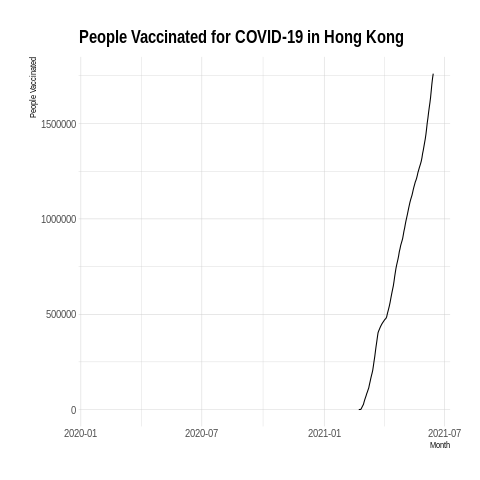 People Vaccinated for COVID-19 in Hong Kong
People Vaccinated
1500000
1000000
500000
0
2020-01 2020-07 2021-01 2021-07
Month